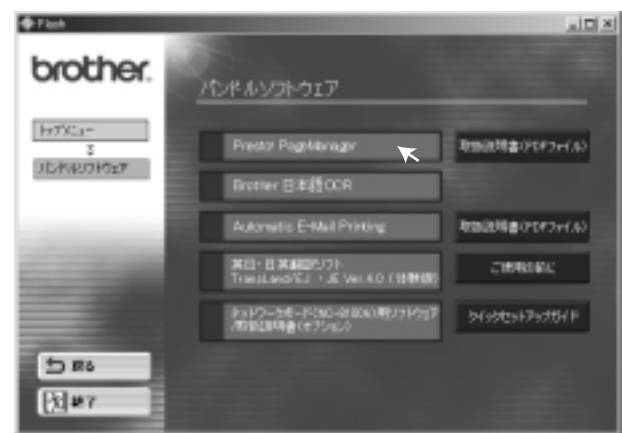 Flash
brother.
バンドルソフトウェア
トップメニュー
バンドルソフトウェア
Presto! PageManager
取扱説明書(PDFファイル)
Brother 日本語OCR
Automatic E-Mail Printing
取扱説明書(PDFファイル)
英日・日英翻訳ソフト
TransLand/EJ ・JE Ver.4.0 (体験版)
ご使用の前に
ネットワークボード(NC-9100h)用ソフトウェア
/取扱説明書(オプション)
クイックセットアップガイド
戻る
終了